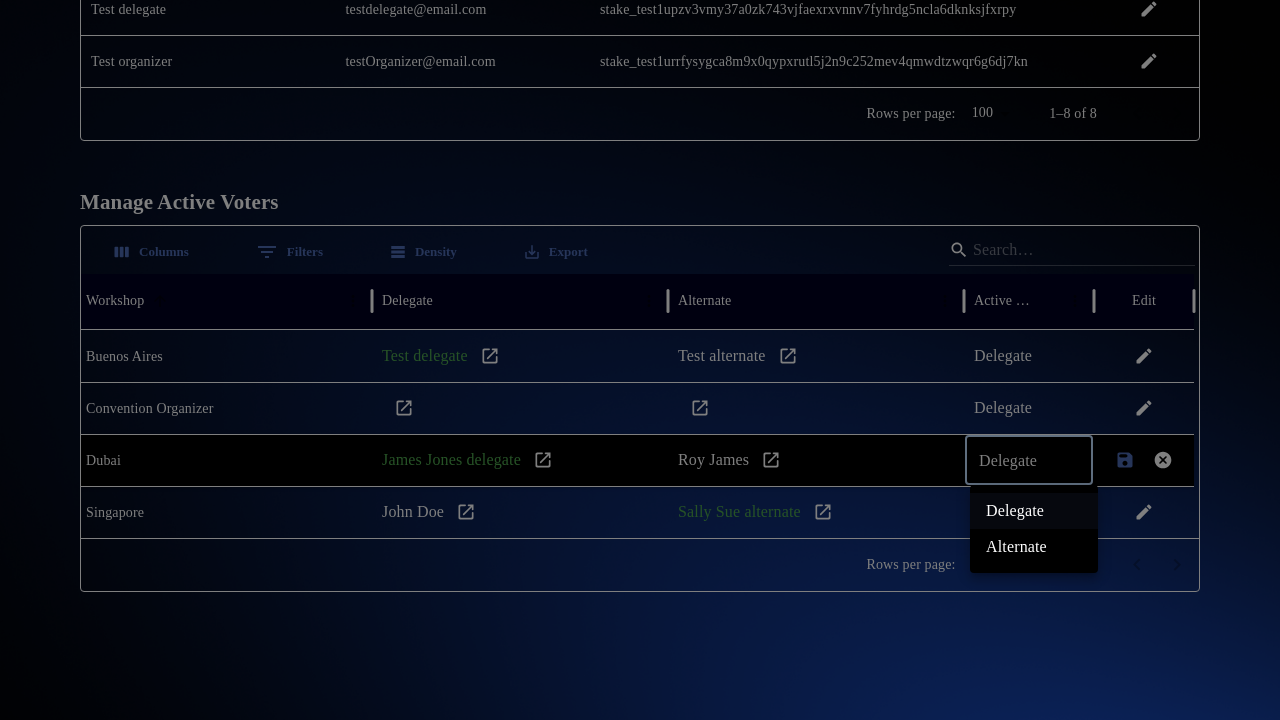 Test delegate testdelegate@email.com stake_test1upzv3vmy37a0zk743vjfaexrxvnnv7fyhrdg5ncla6dknksjfxrpy
Test organizer testOrganizer@email.com stake_test1urrfysygca8m9x0qypxrutl5j2n9c252mev4qmwdtzwqr6g6dj7kn
Rows per page: 100 1–8 of 8
Manage Active Voters
Columns Filters Density Export Search…
Workshop Delegate Alternate Active … Edit
Buenos Aires Test delegate Test alternate Delegate
Convention Organizer Delegate
Dubai James Jones delegate Roy James Delegate
Singapore John Doe Sally Sue alternate Delegate
Alternate
Rows per page: